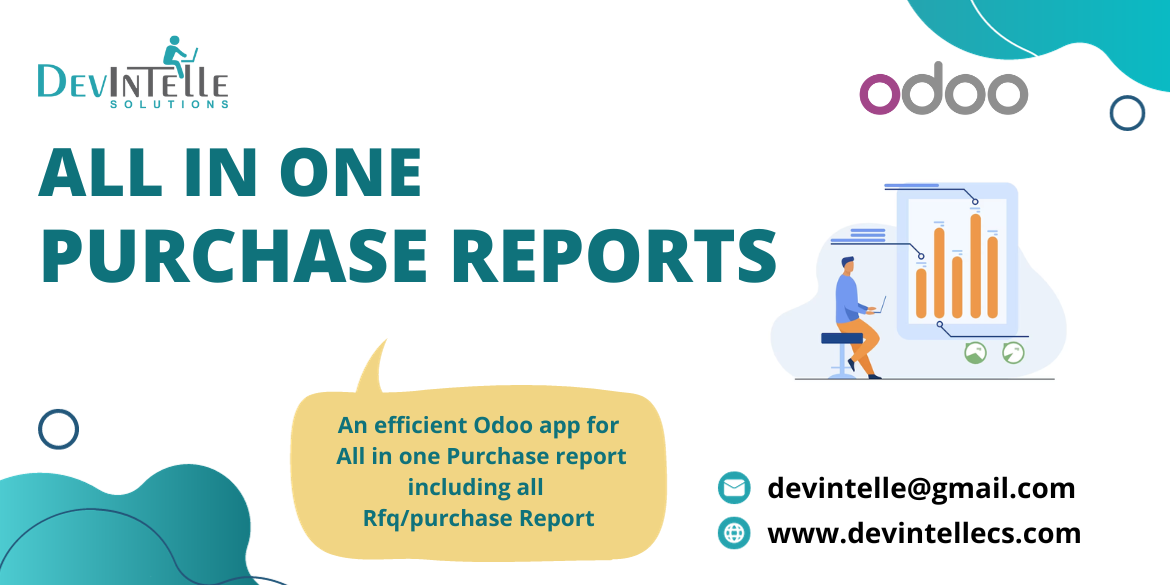 DevIntelle
SOLUTIONS
odoo
ALL IN ONE
PURCHASE REPORTS
An efficient Odoo app for
All in one Purchase report
including all
Rfq/purchase Report
devintelle@gmail.com
www.devintellecs.com